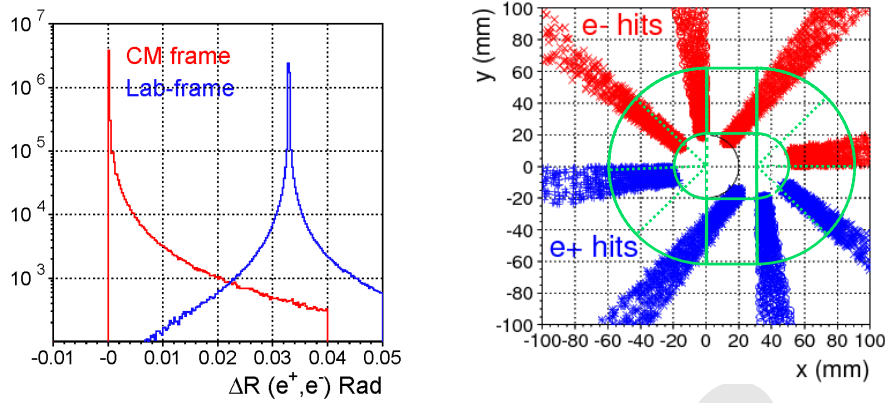 10^7
10^6
10^5
10^4
10^3
CM frame
Lab-frame
-0.01 -0 0.01 0.02 0.03 0.04 0.05
ΔR (e^+,e^-) Rad
y (mm)
100
80
60
40
20
0
-20
-40
-60
-80
-100
e- hits
e+ hits
-100-80 -60 -40 -20 0 20 40 60 80 100
x (mm)